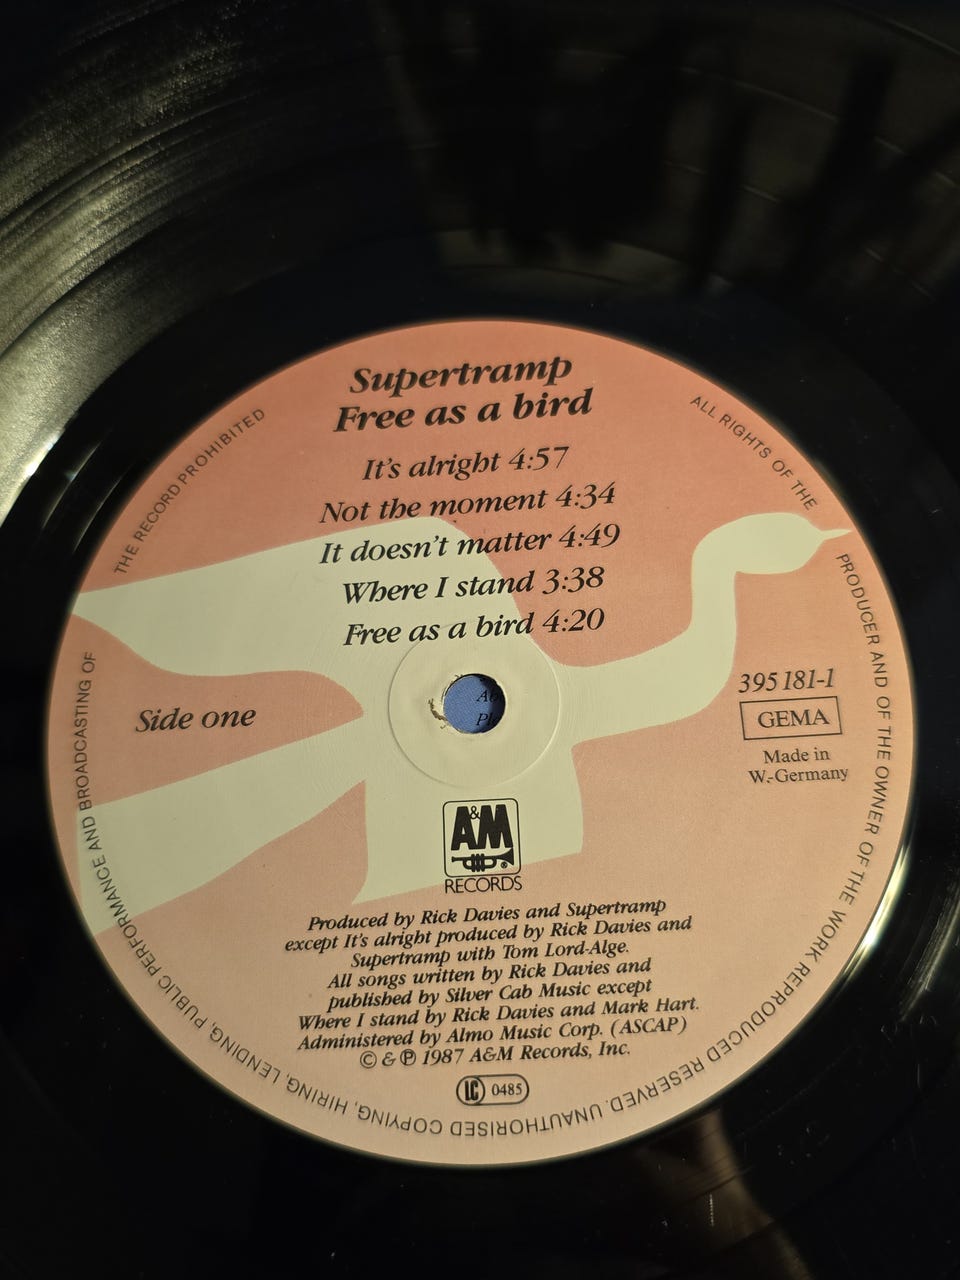 Supertramp
Free as a bird
It's alright 4:57
Not the moment 4:34
It doesn't matter 4:49
Where I stand 3:38
Free as a bird 4:20
Side one
395 181-1
GEMA
Made in
W.-Germany
A&M
RECORDS
Produced by Rick Davies and Supertramp
except It's alright produced by Rick Davies and
Supertramp with Tom Lord-Alge.
All songs written by Rick Davies and
published by Silver Cab Music except
Where I stand by Rick Davies and Mark Hart.
Administered by Almo Music Corp. (ASCAP)
© & ℗ 1987 A&M Records, Inc.
LC 0485
ALL RIGHTS OF THE PRODUCER AND OF THE OWNER OF THE WORK REPRODUCED RESERVED. UNAUTHORISED COPYING, HIRING, LENDING, PUBLIC PERFORMANCE AND BROADCASTING OF THE RECORD PROHIBITED